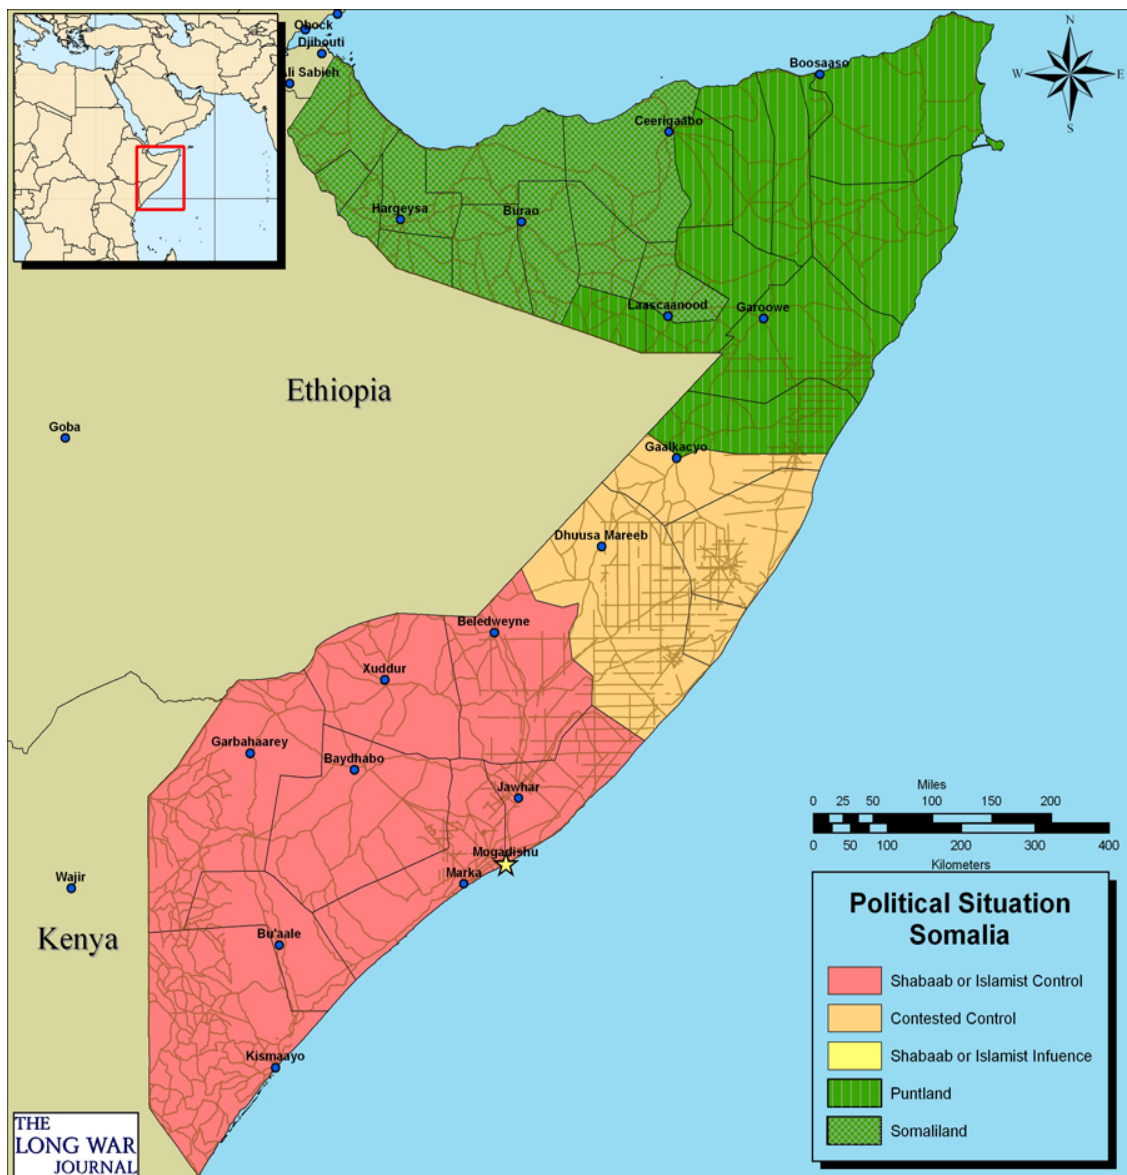 Obock
Djibouti
Ali Sabieh
Boosaaso
N
W
E
S
Ceerigaabo
Hargeysa
Burao
Laascaanood
Garoowe
Ethiopia
Goba
Gaalkacyo
Dhuusa Mareeb
Beledweyne
Xuddur
Garbahaarey
Baydhabo
Jawhar
Mogadishu
Marka
Wajir
Kenya
Bu'aale
Kismaayo
Miles
0 25 50 100 150 200
0 50 100 200 300 400
Kilometers
Political Situation
Somalia
Shabaab or Islamist Control
Contested Control
Shabaab or Islamist Infuence
Puntland
Somaliland
THE
LONG WAR
JOURNAL